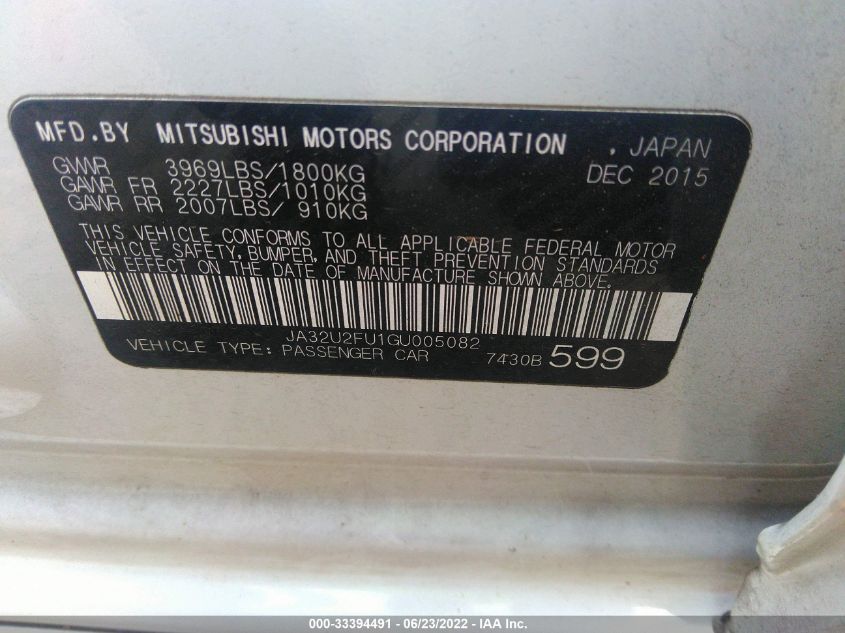 MFD.BY MITSUBISHI MOTORS CORPORATION , JAPAN
GVWR 3969LBS/1800KG DEC 2015
GAWR FR 2227LBS/1010KG
GAWR RR 2007LBS/ 910KG
THIS VEHICLE CONFORMS TO ALL APPLICABLE FEDERAL MOTOR
VEHICLE SAFETY, BUMPER, AND THEFT PREVENTION STANDARDS
IN EFFECT ON THE DATE OF MANUFACTURE SHOWN ABOVE.
JA32U2FU1GU005082
VEHICLE TYPE: PASSENGER CAR 7430B 599
000-33394491 - 06/23/2022 - IAA Inc.